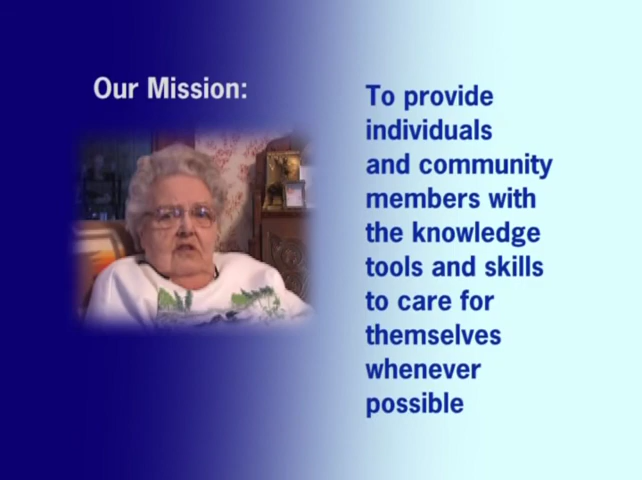 Our Mission:
To provide
individuals
and community
members with
the knowledge
tools and skills
to care for
themselves
whenever
possible